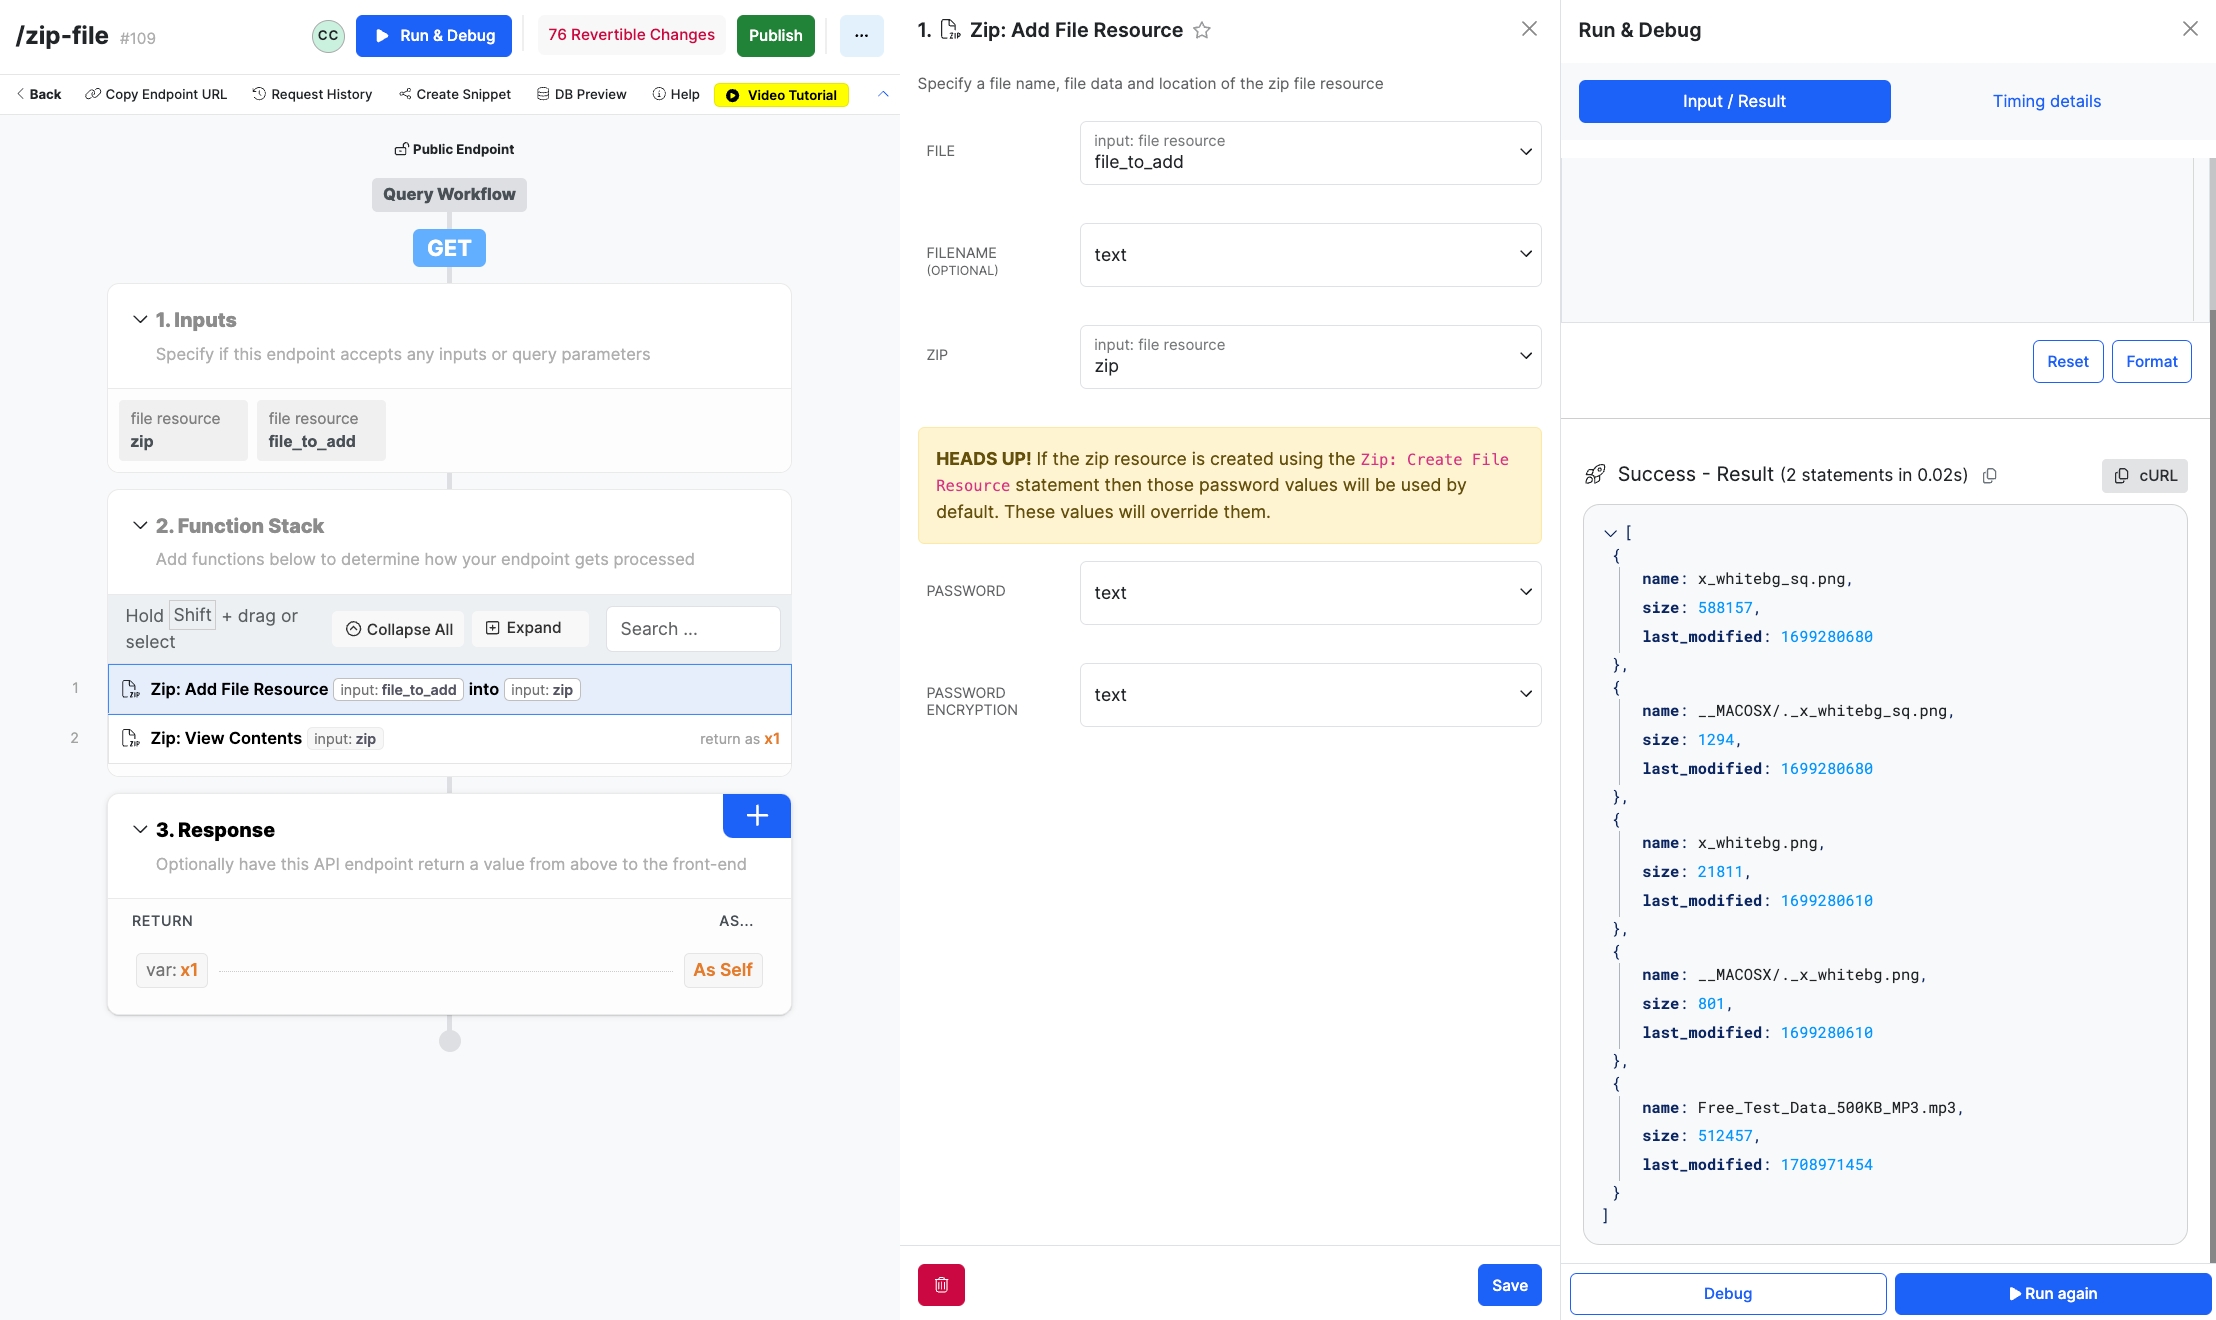 /zip-file #109
CC
Run & Debug
76 Revertible Changes
Publish
...
Back
Copy Endpoint URL
Request History
Create Snippet
DB Preview
Help
Video Tutorial
Public Endpoint
Query Workflow
GET
1. Inputs
Specify if this endpoint accepts any inputs or query parameters
file resource
zip
file resource
file_to_add
2. Function Stack
Add functions below to determine how your endpoint gets processed
Hold Shift + drag or
select
Collapse All
Expand
Search ...
1
Zip: Add File Resource input: file_to_add into input: zip
2
Zip: View Contents input: zip return as x1
3. Response
Optionally have this API endpoint return a value from above to the front-end
RETURN AS...
var: x1 As Self
1. Zip: Add File Resource
Specify a file name, file data and location of the zip file resource
FILE
input: file resource
file_to_add
FILENAME
(OPTIONAL)
text
ZIP
input: file resource
zip
HEADS UP! If the zip resource is created using the Zip: Create File
Resource statement then those password values will be used by
default. These values will override them.
PASSWORD
text
PASSWORD
ENCRYPTION
text
Save
Run & Debug
Input / Result
Timing details
Reset
Format
Success - Result (2 statements in 0.02s)
cURL
[
{
name: x_whitebg_sq.png,
size: 588157,
last_modified: 1699280680
},
{
name: __MACOSX/._x_whitebg_sq.png,
size: 1294,
last_modified: 1699280680
},
{
name: x_whitebg.png,
size: 21811,
last_modified: 1699280610
},
{
name: __MACOSX/._x_whitebg.png,
size: 801,
last_modified: 1699280610
},
{
name: Free_Test_Data_500KB_MP3.mp3,
size: 512457,
last_modified: 1708971454
}
]
Debug
Run again